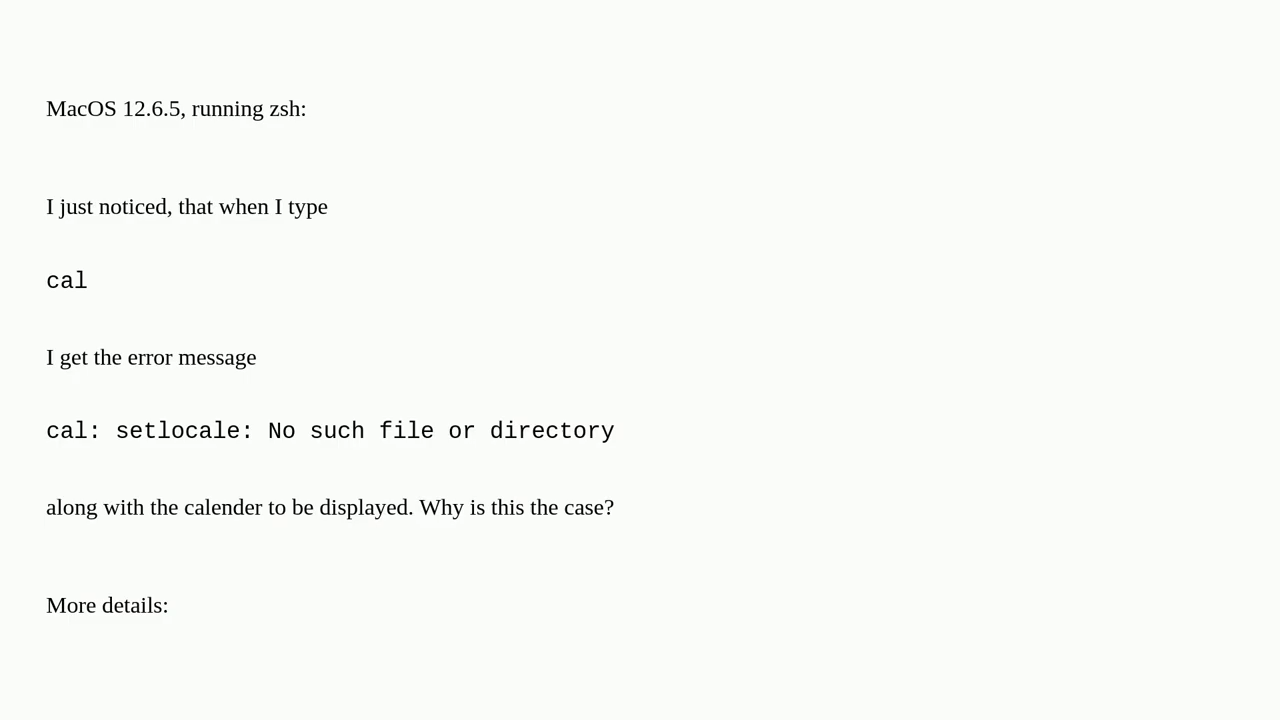 MacOS 12.6.5, running zsh:
I just noticed, that when I type
cal
I get the error message
cal: setlocale: No such file or directory
along with the calender to be displayed. Why is this the case?
More details: